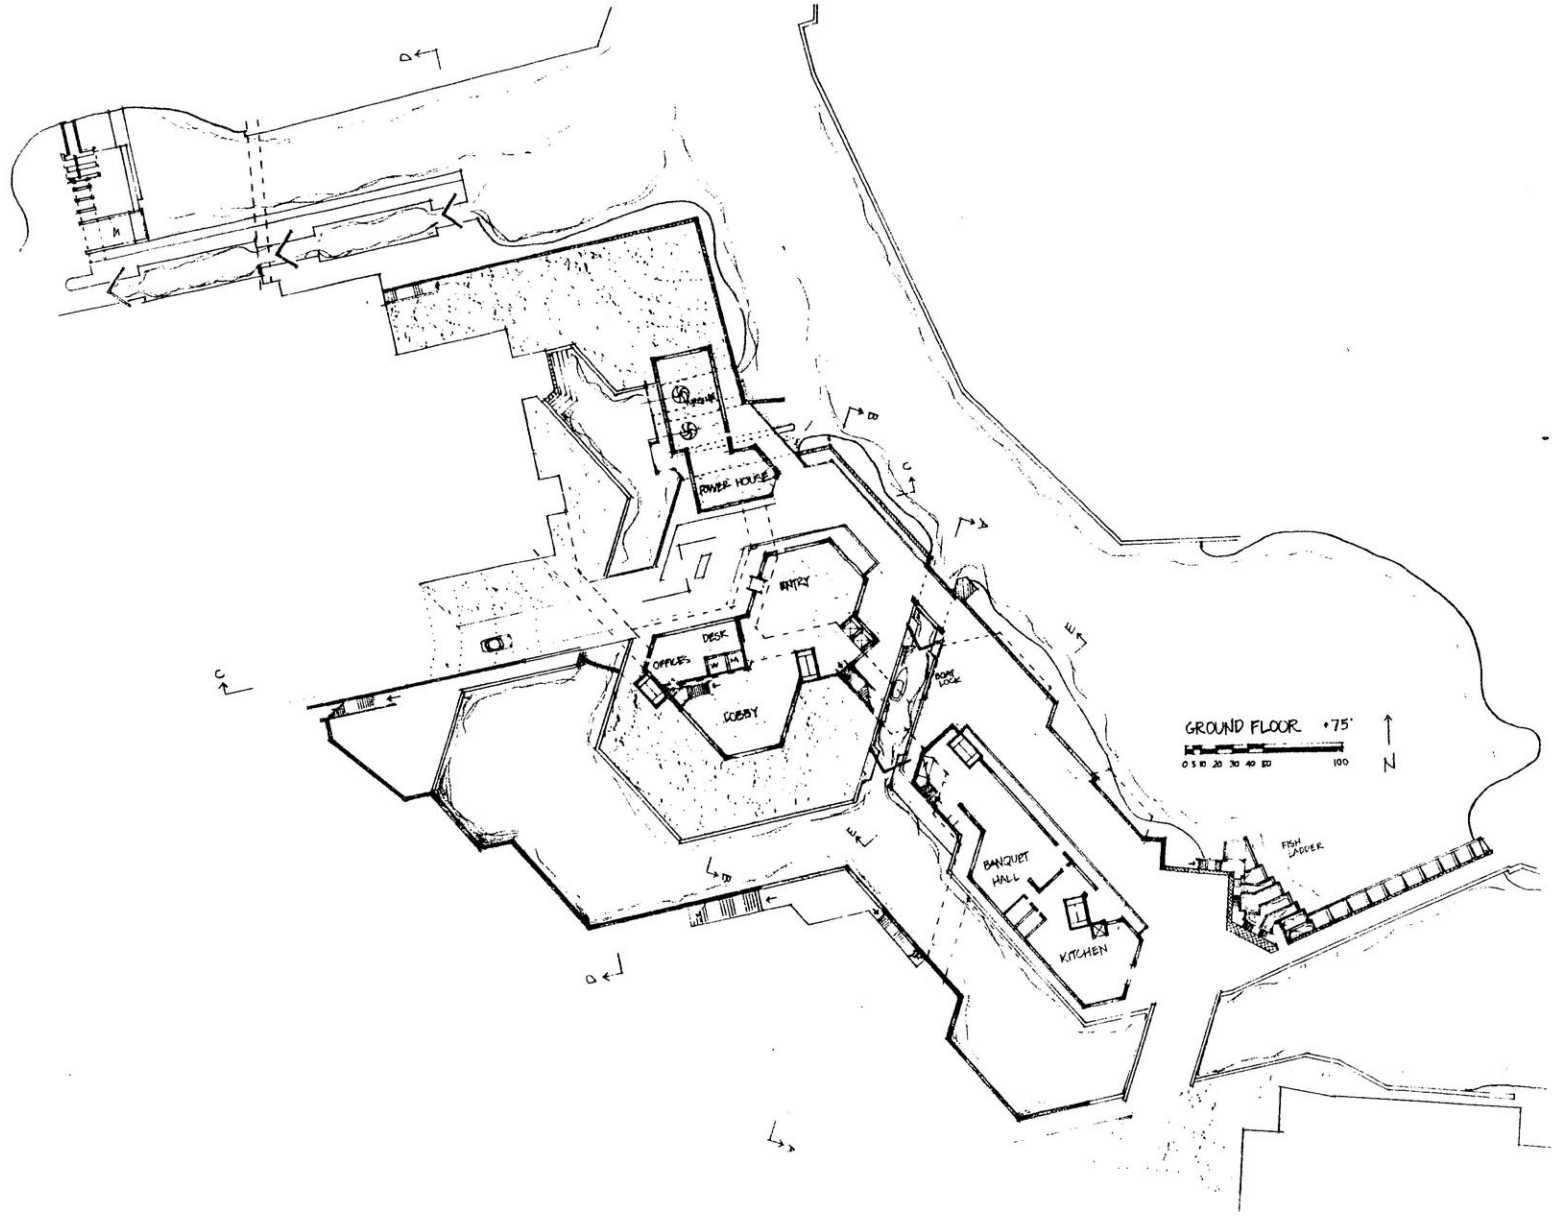 D
B
C
A
E
POWER HOUSE
ENTRY
DESK
OFFICES
W M
LOBBY
BOAT
LOCK
C
GROUND FLOOR +75'
0 5 10 20 30 40 50 100
N
E
B
BANQUET
HALL
FISH
LADDER
KITCHEN
D
A